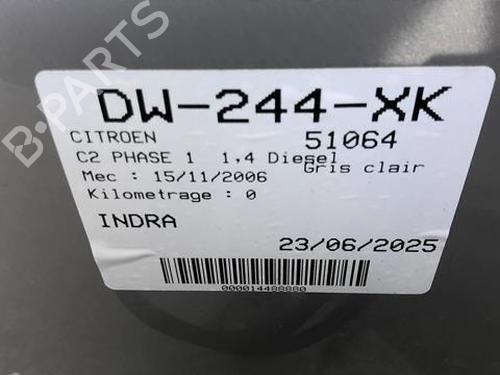 B-PARTS
DW-244-XK
CITROEN 51064
C2 PHASE 1 1,4 Diesel
Gris clair
Mec : 15/11/2006
Kilometrage : 0
INDRA
23/06/2025
000014488880